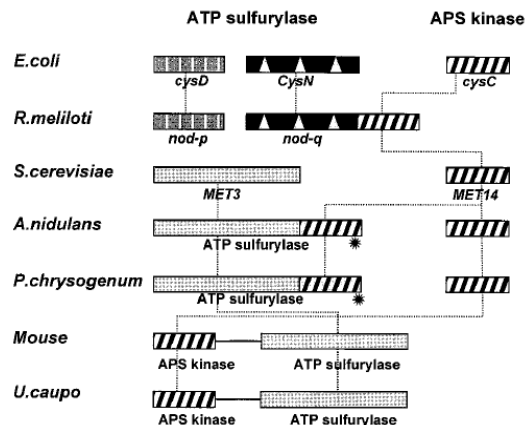 ATP sulfurylase APS kinase
E.coli
cysD CysN cysC
R.meliloti
nod-p nod-q
S.cerevisiae
MET3 MET14
A.nidulans
ATP sulfurylase
P.chrysogenum
ATP sulfurylase
Mouse
APS kinase ATP sulfurylase
U.caupo
APS kinase ATP sulfurylase